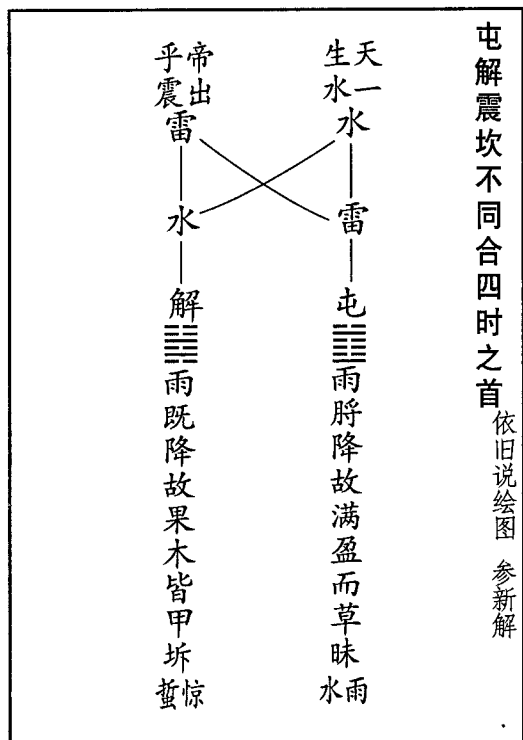 屯解震坎不同合四时之首
依旧说绘图 参新解
天一
生水
水
雷
屯
雨将降故满盈而草昧
雨水
帝出
乎震
雷
水
解
雨既降故果木皆甲坼
惊蛰